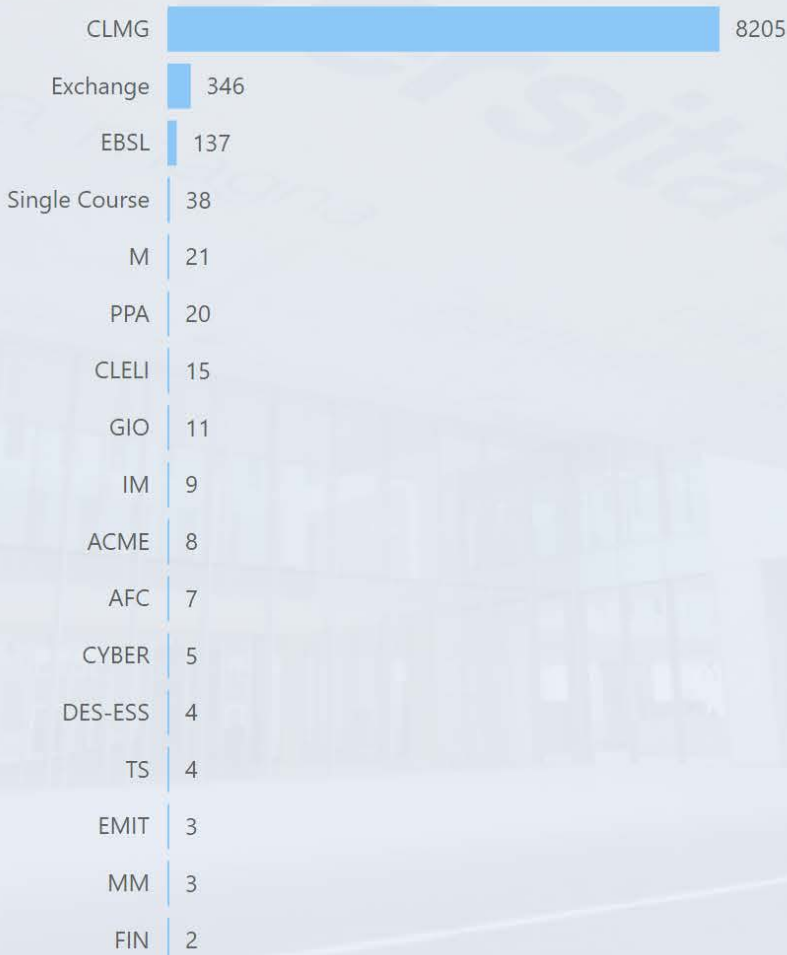 CLMG 8205
Exchange 346
EBSL 137
Single Course 38
M 21
PPA 20
CLELI 15
GIO 11
IM 9
ACME 8
AFC 7
CYBER 5
DES-ESS 4
TS 4
EMIT 3
MM 3
FIN 2